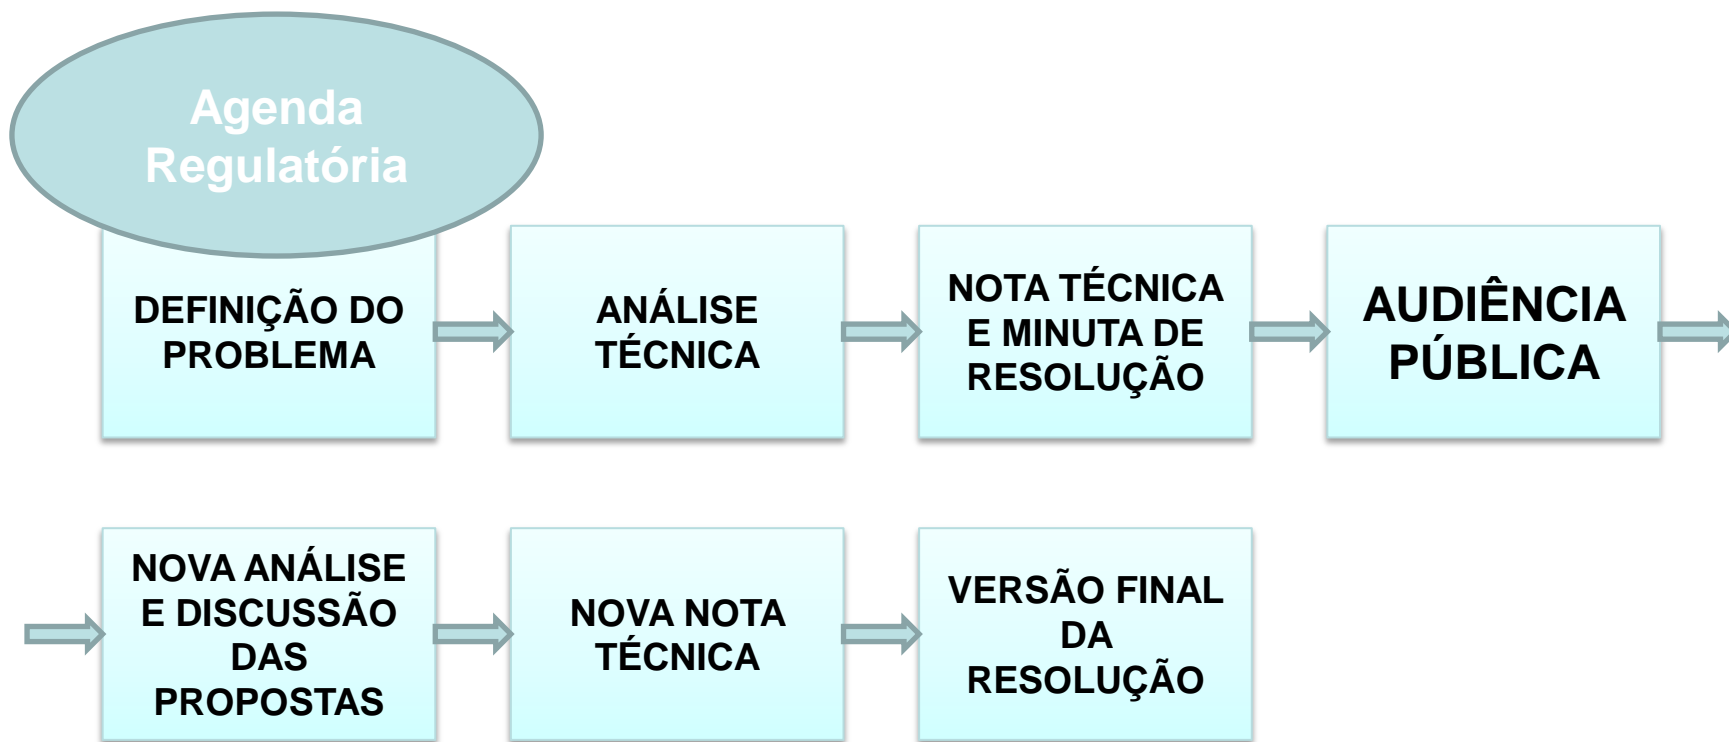 Agenda
Regulatória
DEFINIÇÃO DO
PROBLEMA
ANÁLISE
TÉCNICA
NOTA TÉCNICA
E MINUTA DE
RESOLUÇÃO
AUDIÊNCIA
PÚBLICA
NOVA ANÁLISE
E DISCUSSÃO
DAS
PROPOSTAS
NOVA NOTA
TÉCNICA
VERSÃO FINAL
DA
RESOLUÇÃO